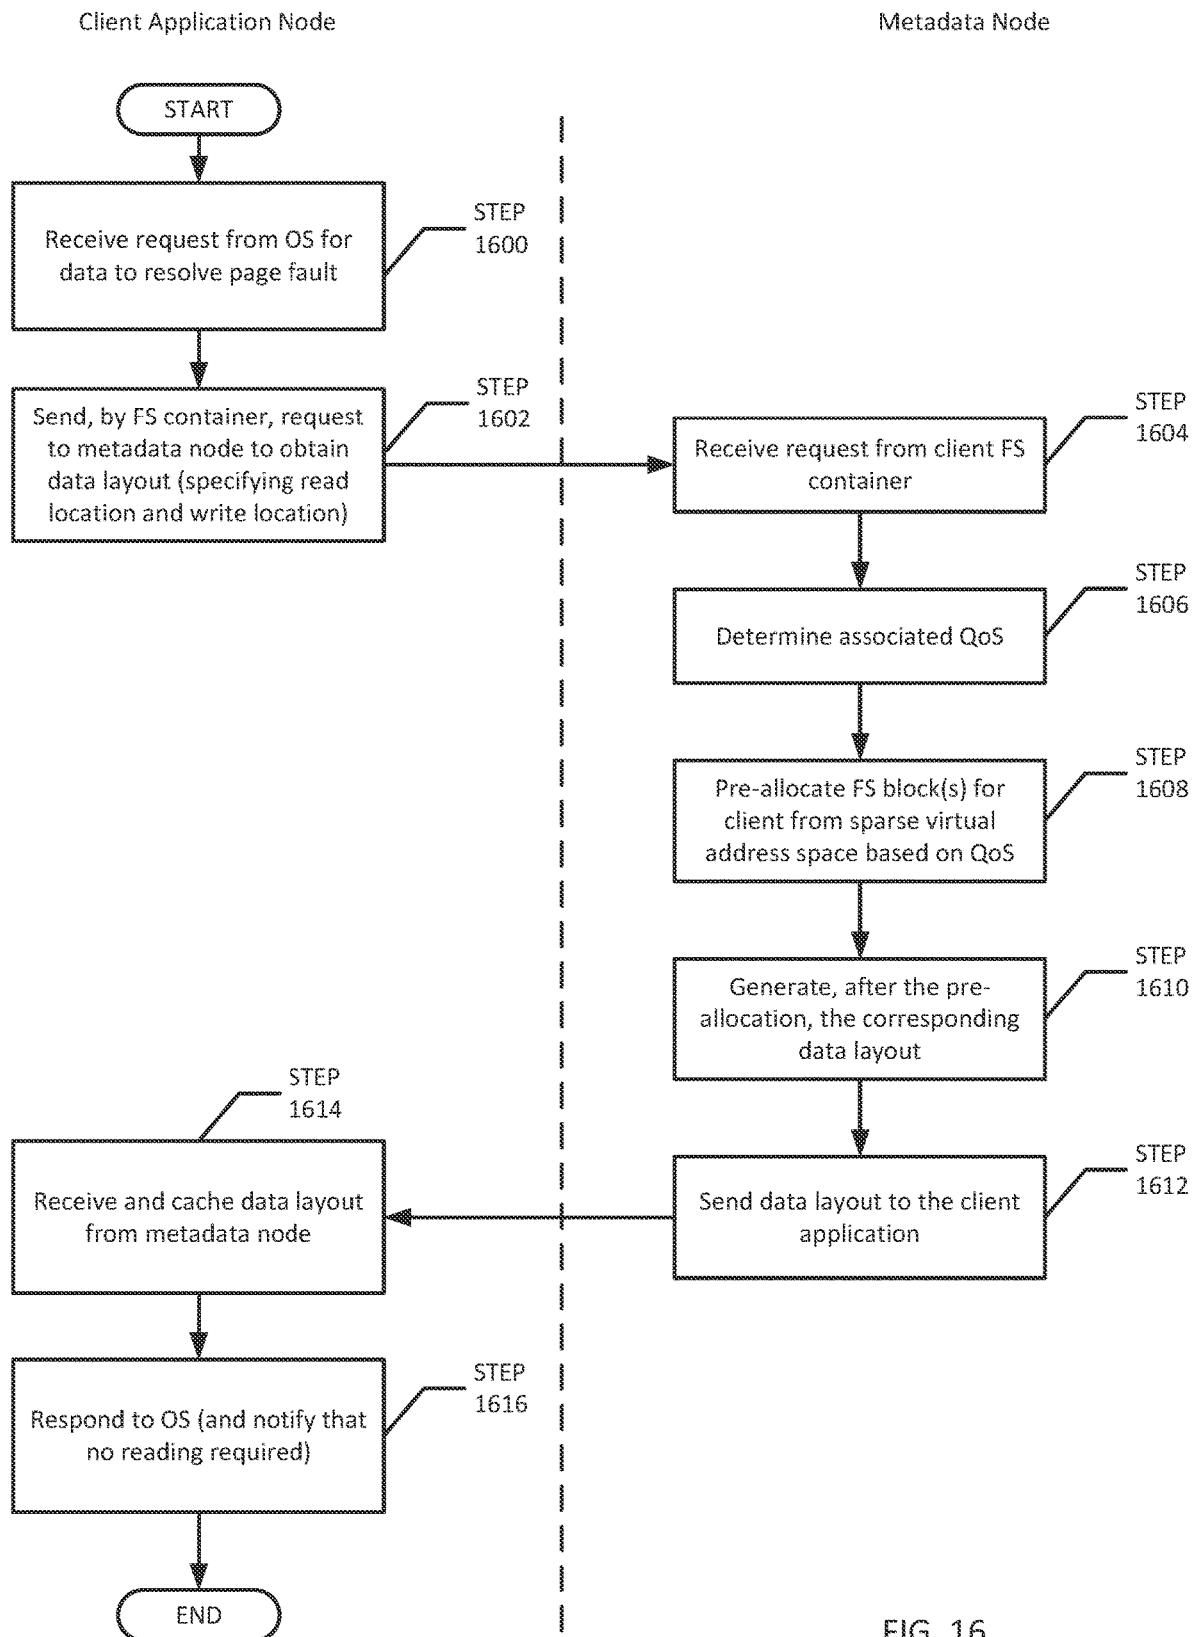 Client Application Node
Metadata Node
START
Receive request from OS for
data to resolve page fault
STEP
1600
Send, by FS container, request
to metadata node to obtain
data layout (specifying read
location and write location)
STEP
1602
Receive request from client FS
container
STEP
1604
Determine associated QoS
STEP
1606
Pre-allocate FS block(s) for
client from sparse virtual
address space based on QoS
STEP
1608
Generate, after the pre-
allocation, the corresponding
data layout
STEP
1610
Send data layout to the client
application
STEP
1612
STEP
1614
Receive and cache data layout
from metadata node
Respond to OS (and notify that
no reading required)
STEP
1616
END
FIG. 16